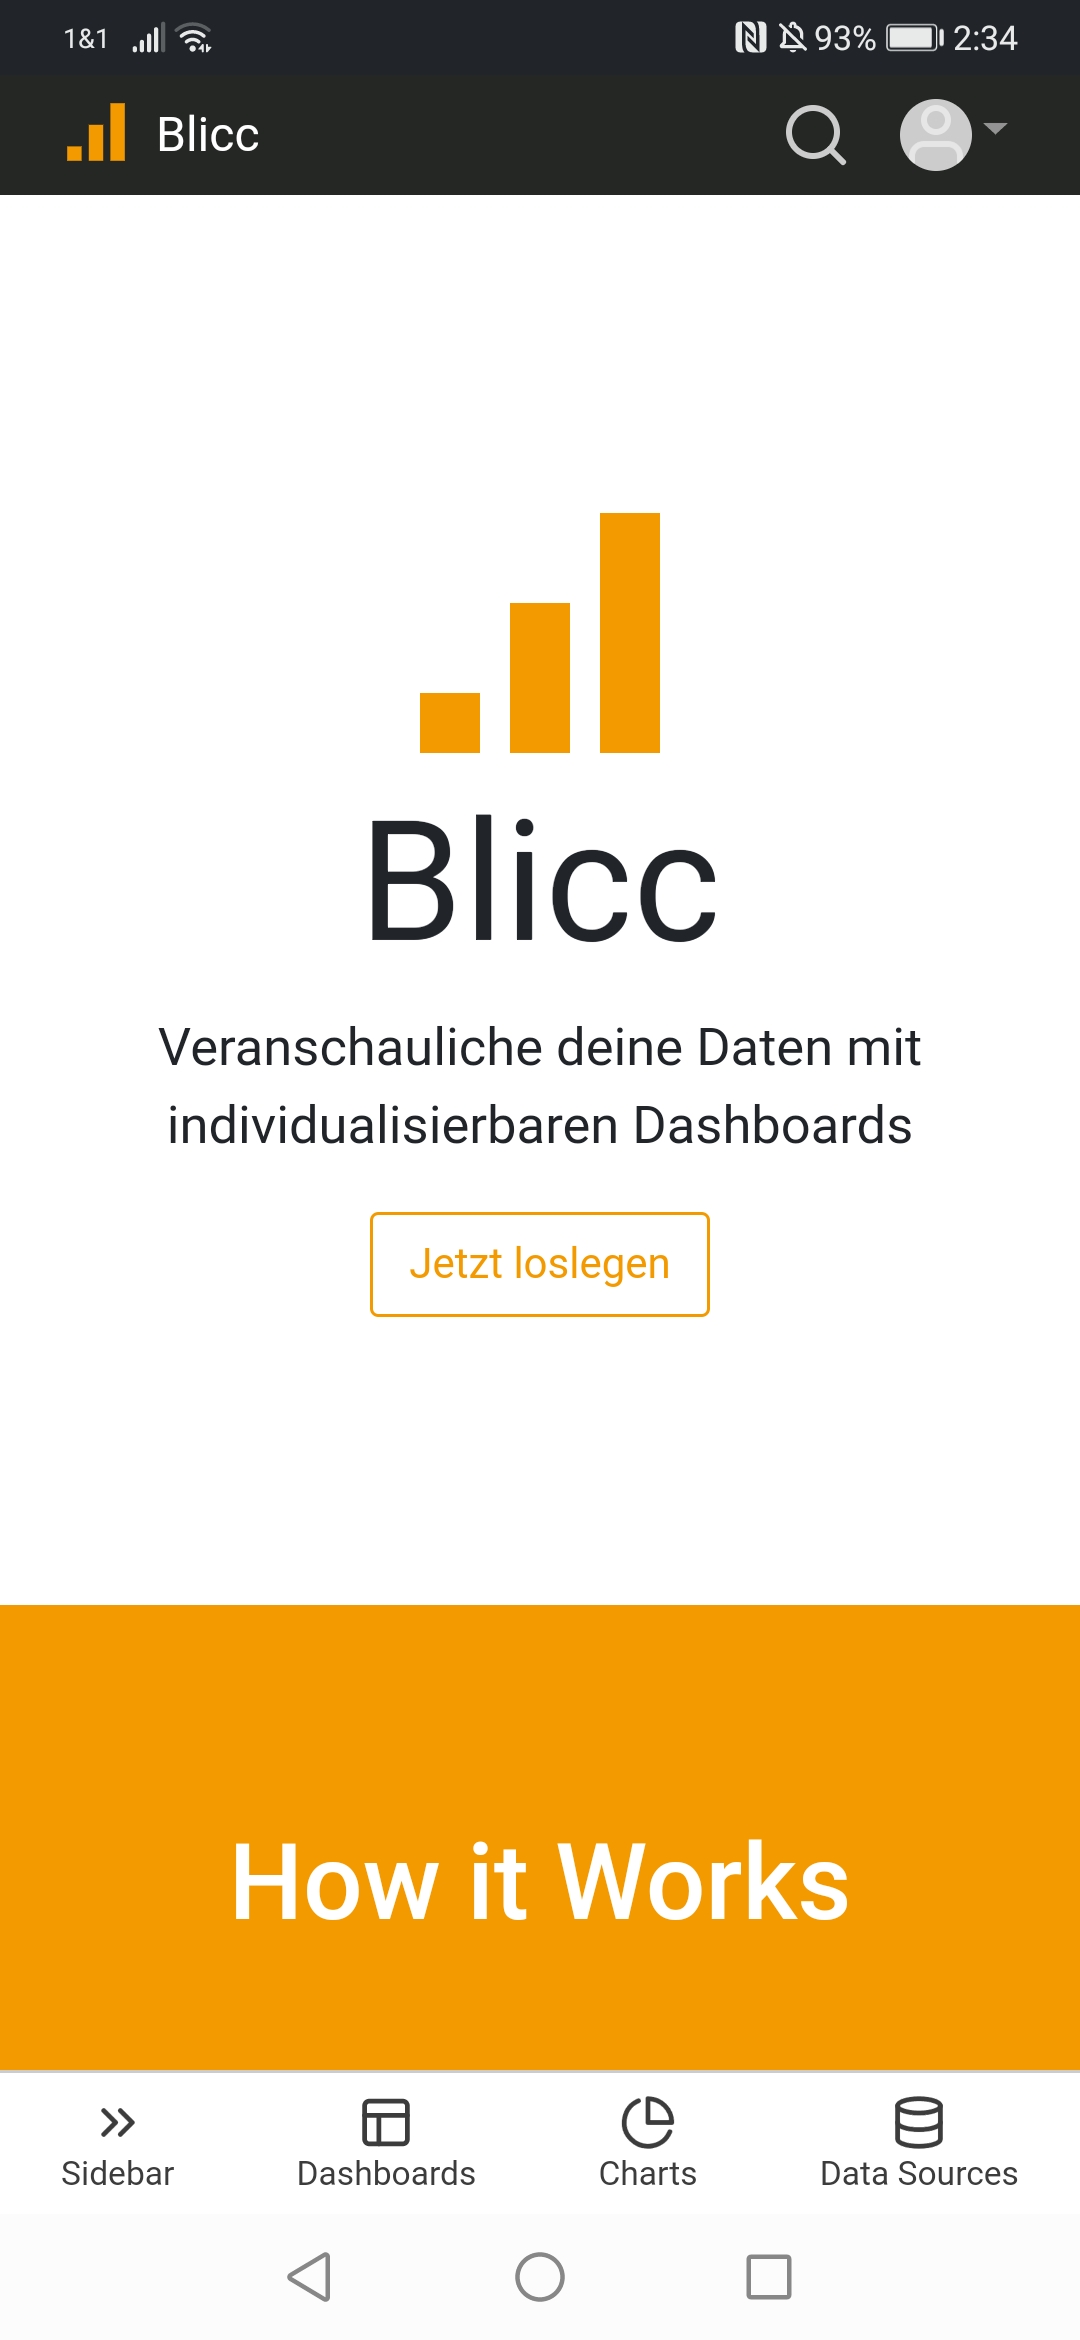 1&1 93% 2:34
Blicc
Blicc
Veranschauliche deine Daten mit
individualisierbaren Dashboards
Jetzt loslegen
How it Works
Sidebar Dashboards Charts Data Sources